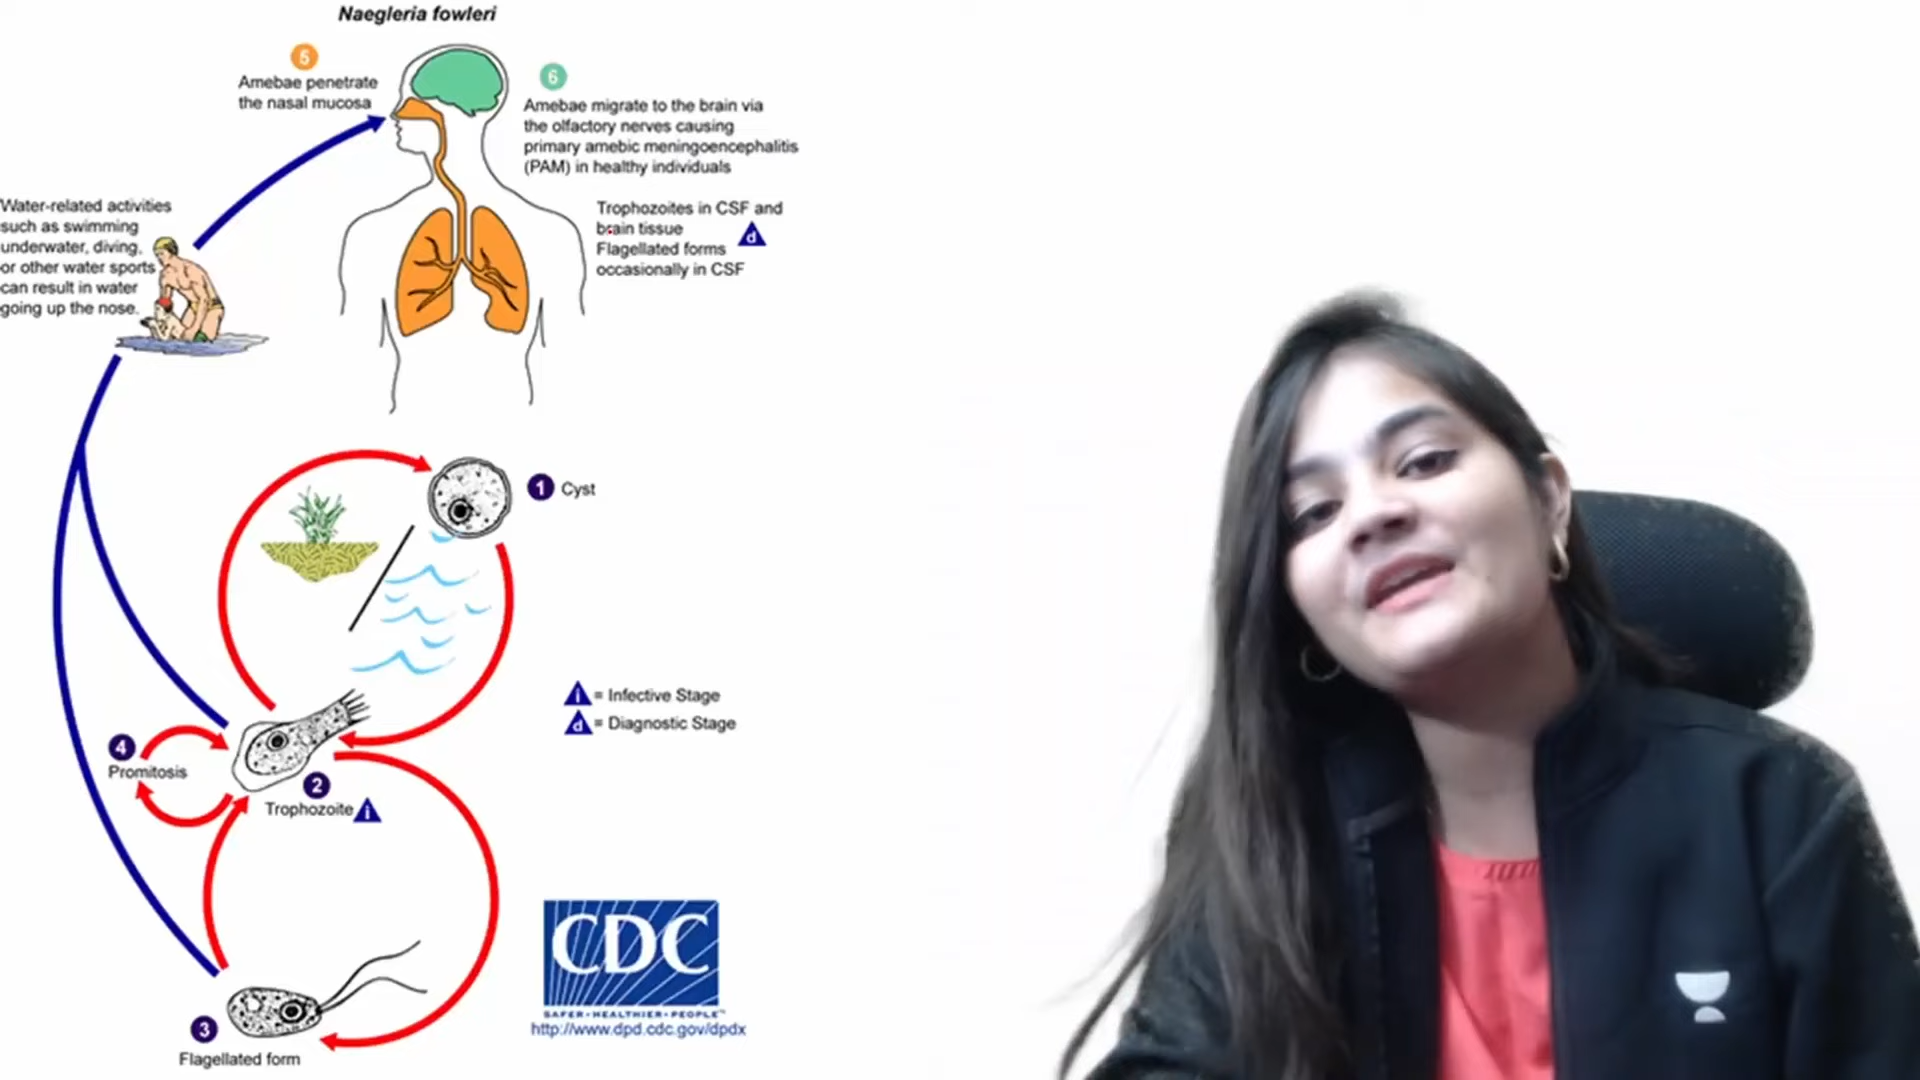 Naegleria fowleri
5
Amebae penetrate
the nasal mucosa
6
Amebae migrate to the brain via
the olfactory nerves causing
primary amebic meningoencephalitis
(PAM) in healthy individuals
Trophozoites in CSF and
brain tissue
Flagellated forms
occasionally in CSF
d
Water-related activities
such as swimming
underwater, diving,
or other water sports
can result in water
going up the nose.
1 Cyst
i = Infective Stage
d = Diagnostic Stage
4
Promitosis
2
Trophozoite i
3
Flagellated form
CDC
SAFER•HEALTHIER•PEOPLE™
http://www.dpd.cdc.gov/dpdx